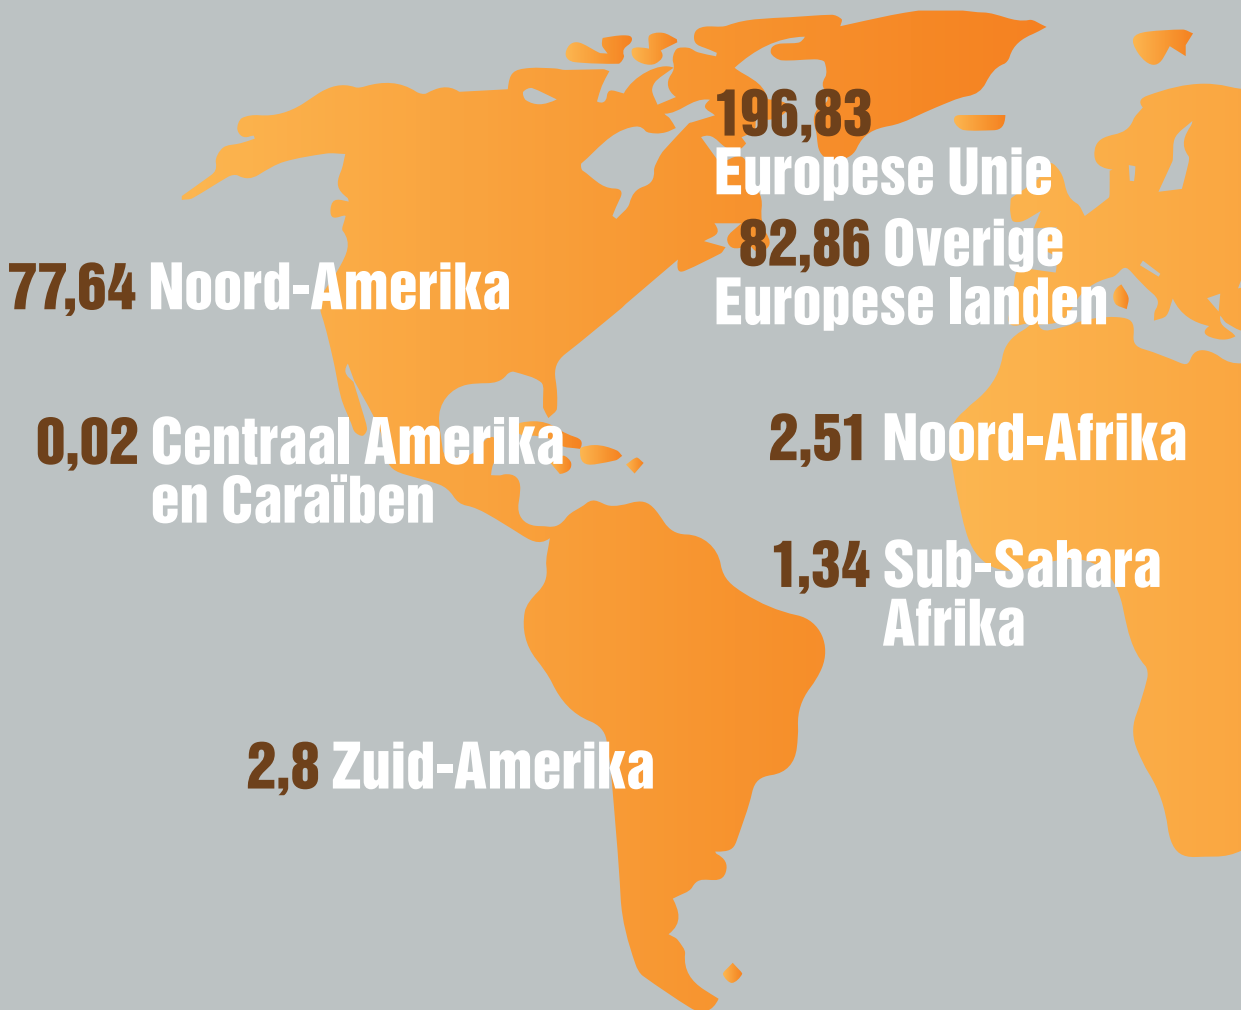 196,83
Europese Unie
82,86 Overige
Europese landen
77,64 Noord-Amerika
0,02 Centraal Amerika
en Caraïben
2,51 Noord-Afrika
1,34 Sub-Sahara
Afrika
2,8 Zuid-Amerika